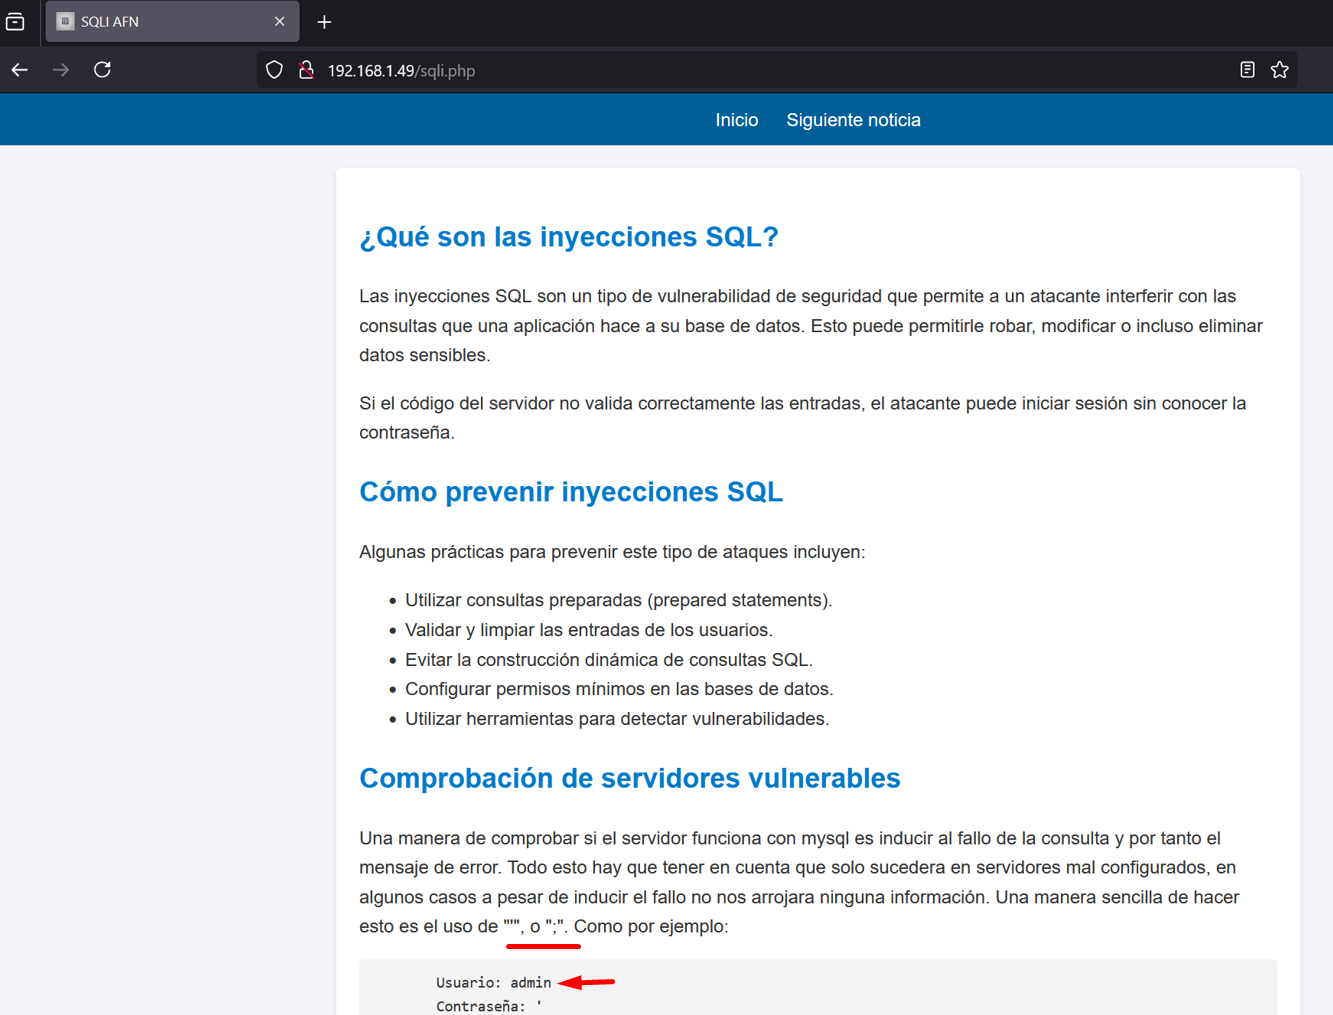 SQLI AFN
192.168.1.49/sqli.php
Inicio Siguiente noticia
¿Qué son las inyecciones SQL?
Las inyecciones SQL son un tipo de vulnerabilidad de seguridad que permite a un atacante interferir con las
consultas que una aplicación hace a su base de datos. Esto puede permitirle robar, modificar o incluso eliminar
datos sensibles.
Si el código del servidor no valida correctamente las entradas, el atacante puede iniciar sesión sin conocer la
contraseña.
Cómo prevenir inyecciones SQL
Algunas prácticas para prevenir este tipo de ataques incluyen:
• Utilizar consultas preparadas (prepared statements).
• Validar y limpiar las entradas de los usuarios.
• Evitar la construcción dinámica de consultas SQL.
• Configurar permisos mínimos en las bases de datos.
• Utilizar herramientas para detectar vulnerabilidades.
Comprobación de servidores vulnerables
Una manera de comprobar si el servidor funciona con mysql es inducir al fallo de la consulta y por tanto el
mensaje de error. Todo esto hay que tener en cuenta que solo sucedera en servidores mal configurados, en
algunos casos a pesar de inducir el fallo no nos arrojara ninguna información. Una manera sencilla de hacer
esto es el uso de "'", o ";". Como por ejemplo:
Usuario: admin
Contraseña: '